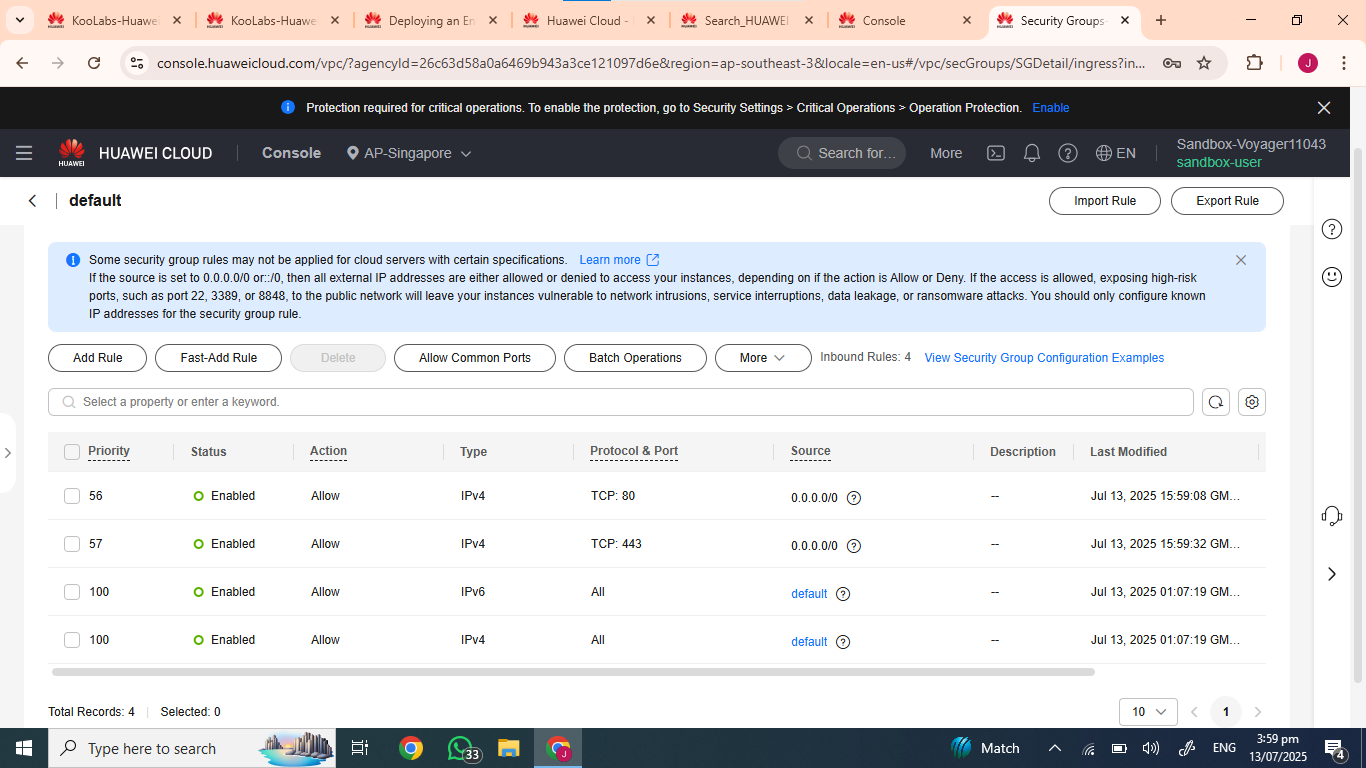 KooLabs-Huawei
KooLabs-Huawei
Deploying an En
Huawei Cloud -
Search_HUAWEI
Console
Security Groups-
console.huaweicloud.com/vpc/?agencyId=26c63d58a0a6469b943a3ce121097d6e&region=ap-southeast-3&locale=en-us#/vpc/secGroups/SGDetail/ingress?in...
J
Protection required for critical operations. To enable the protection, go to Security Settings > Critical Operations > Operation Protection. Enable
HUAWEI
HUAWEI CLOUD
Console
AP-Singapore
Search for...
More
EN
Sandbox-Voyager11043
sandbox-user
default
Import Rule
Export Rule
Some security group rules may not be applied for cloud servers with certain specifications. Learn more
If the source is set to 0.0.0.0/0 or::/0, then all external IP addresses are either allowed or denied to access your instances, depending on if the action is Allow or Deny. If the access is allowed, exposing high-risk
ports, such as port 22, 3389, or 8848, to the public network will leave your instances vulnerable to network intrusions, service interruptions, data leakage, or ransomware attacks. You should only configure known
IP addresses for the security group rule.
Add Rule
Fast-Add Rule
Delete
Allow Common Ports
Batch Operations
More
Inbound Rules: 4
View Security Group Configuration Examples
Select a property or enter a keyword.
Priority Status Action Type Protocol & Port Source Description Last Modified
56 Enabled Allow IPv4 TCP: 80 0.0.0.0/0 -- Jul 13, 2025 15:59:08 GM...
57 Enabled Allow IPv4 TCP: 443 0.0.0.0/0 -- Jul 13, 2025 15:59:32 GM...
100 Enabled Allow IPv6 All default -- Jul 13, 2025 01:07:19 GM...
100 Enabled Allow IPv4 All default -- Jul 13, 2025 01:07:19 GM...
Total Records: 4
Selected: 0
10
1
Type here to search
33
J
Match
ENG
3:59 pm
13/07/2025
4